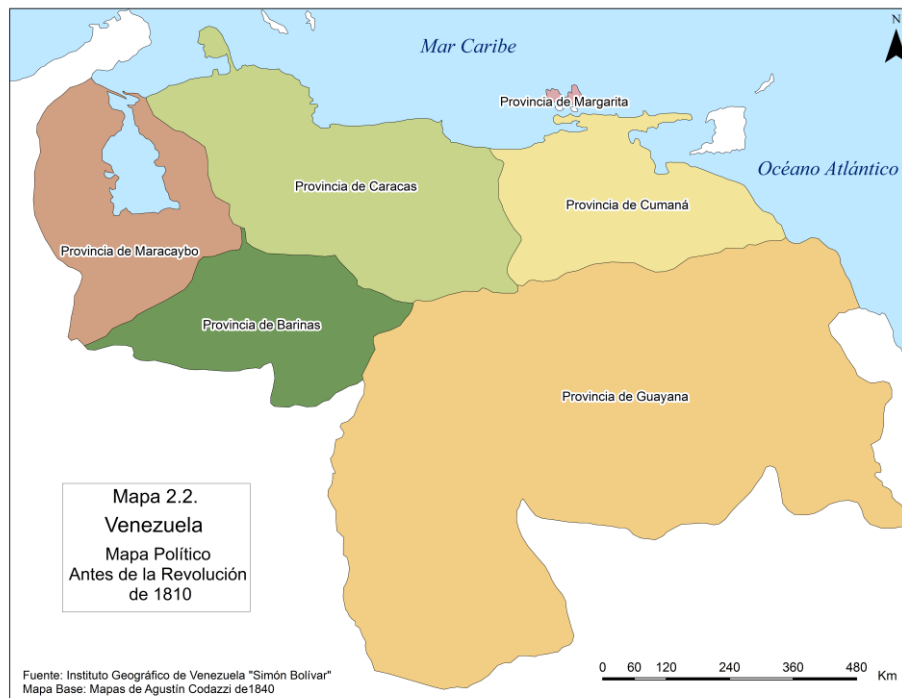 N
Mar Caribe
Provincia de Margarita
Océano Atlántico
Provincia de Caracas
Provincia de Cumaná
Provincia de Maracaybo
Provincia de Barinas
Provincia de Guayana
Mapa 2.2.
Venezuela
Mapa Político
Antes de la Revolución
de 1810
Fuente: Instituto Geográfico de Venezuela "Simón Bolívar"
Mapa Base: Mapas de Agustín Codazzi de1840
0 60 120 240 360 480 Km